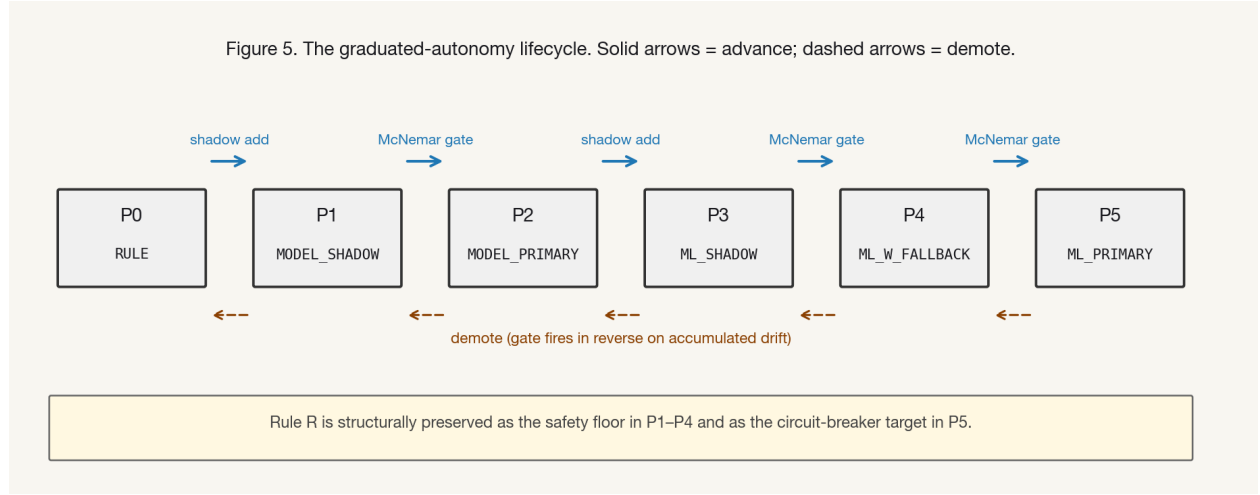 Figure 5. The graduated-autonomy lifecycle. Solid arrows = advance; dashed arrows = demote.
shadow add
McNemar gate
shadow add
McNemar gate
McNemar gate
P0
P1
P2
P3
P4
P5
RULE
MODEL_SHADOW
MODEL_PRIMARY
ML_SHADOW
ML_W_FALLBACK
ML_PRIMARY
demote (gate fires in reverse on accumulated drift)
Rule R is structurally preserved as the safety floor in P1–P4 and as the circuit-breaker target in P5.